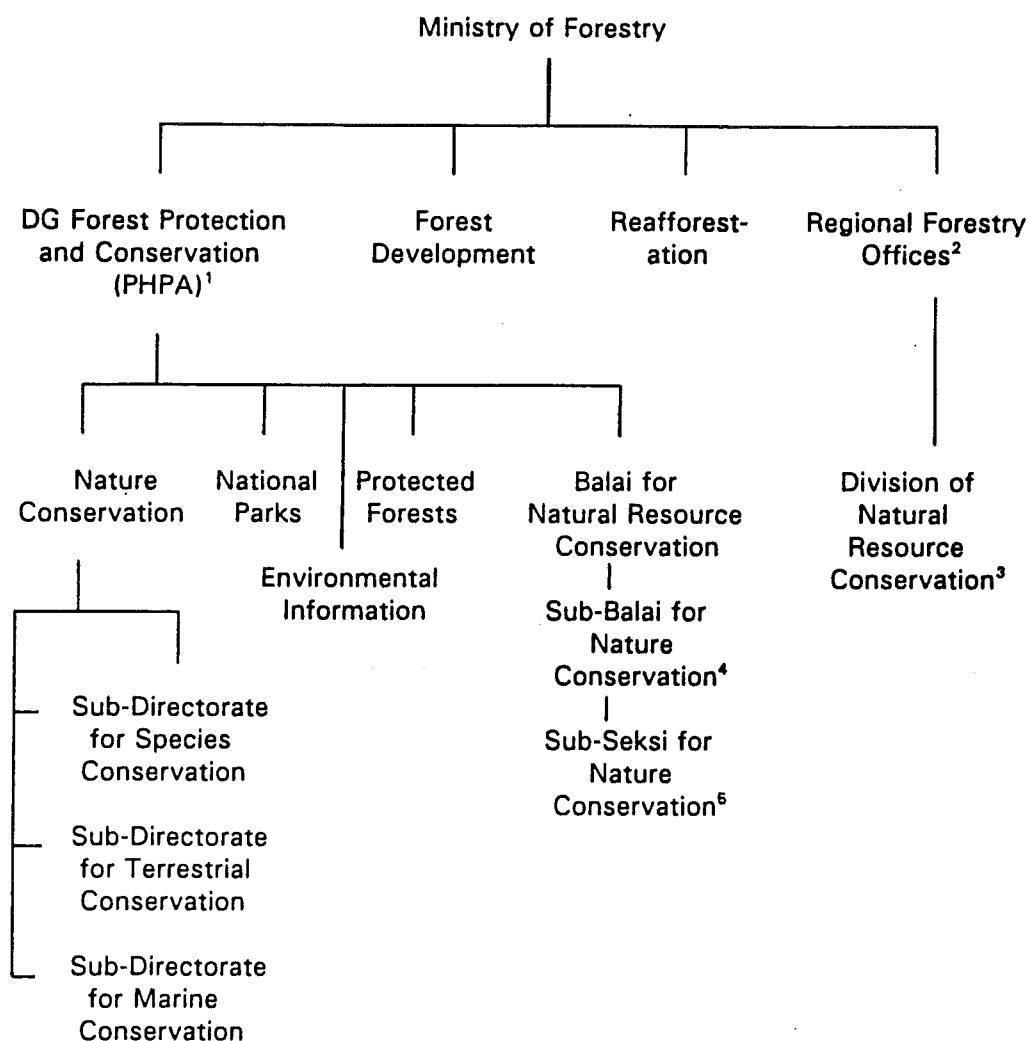 Ministry of Forestry
DG Forest Protection
and Conservation
(PHPA)¹
Forest
Development
Reafforest-
ation
Regional Forestry
Offices²
Nature
Conservation
National
Parks
Environmental
Information
Protected
Forests
Balai for
Natural Resource
Conservation
Sub-Balai for
Nature
Conservation⁴
Sub-Seksi for
Nature
Conservation⁵
Division of
Natural
Resource
Conservation³
Sub-Directorate
for Species
Conservation
Sub-Directorate
for Terrestrial
Conservation
Sub-Directorate
for Marine
Conservation